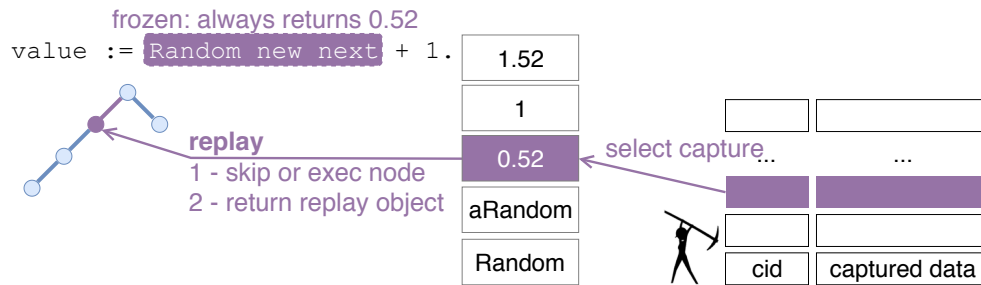 frozen: always returns 0.52
value := Random new next + 1.
1.52
1
0.52
aRandom
Random
replay
1 - skip or exec node
2 - return replay object
select capture
... ...
cid captured data